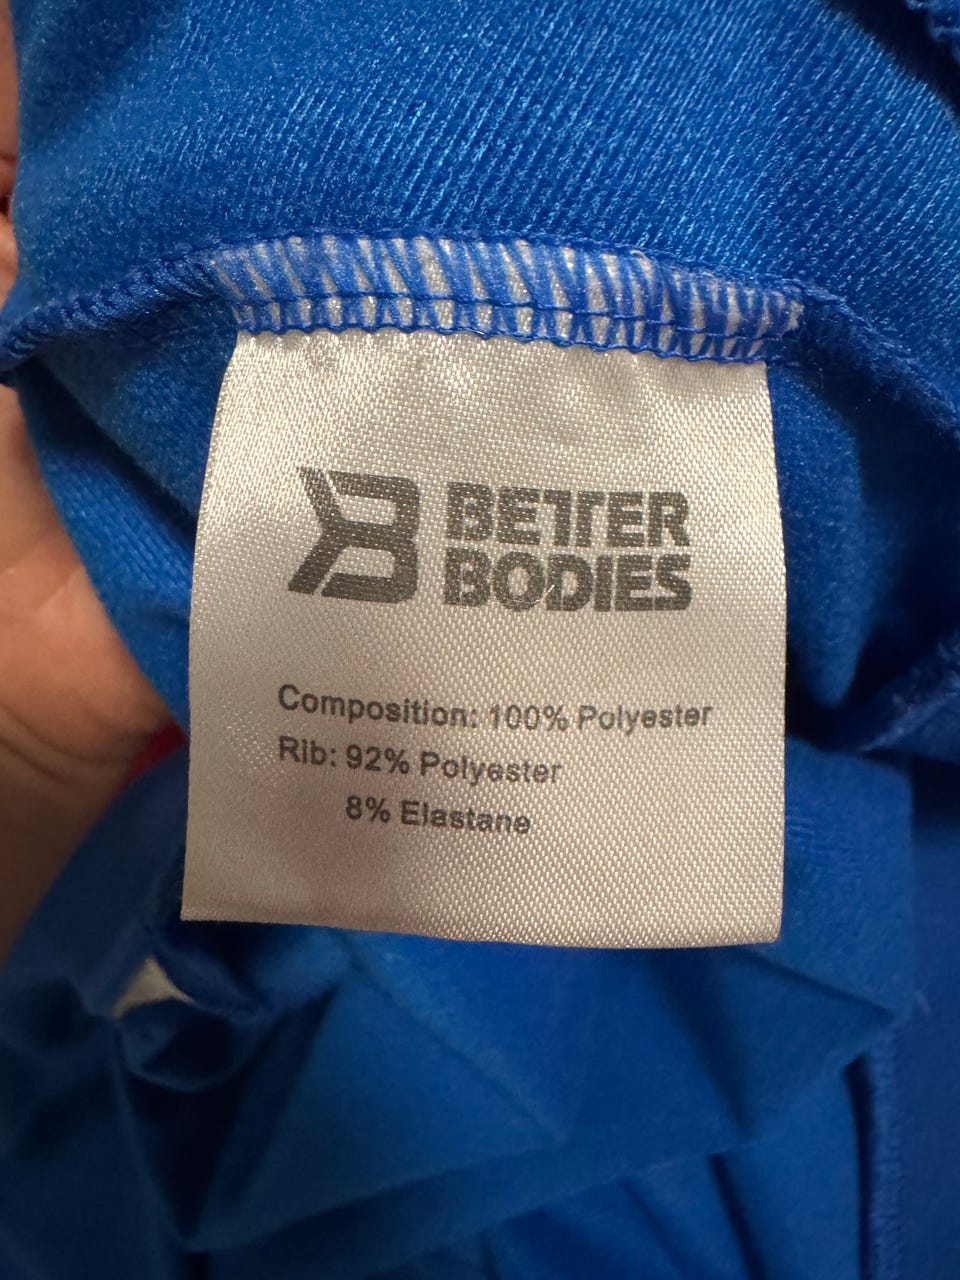 BETTER
BODIES
Composition: 100% Polyester
Rib: 92% Polyester
8% Elastane